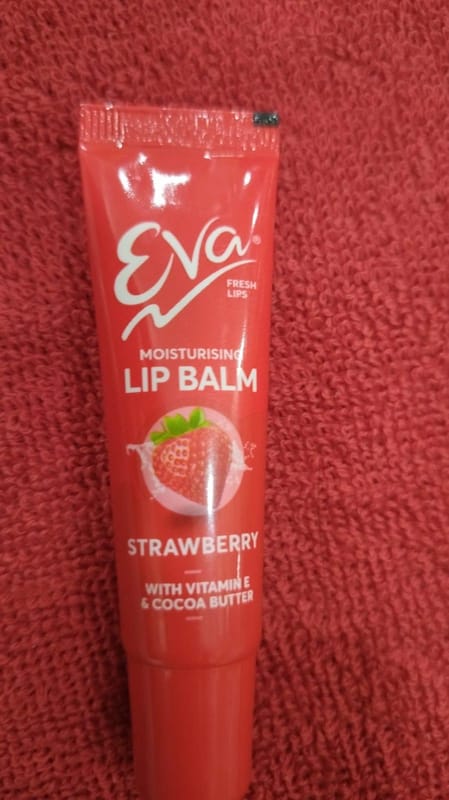 Eva®
FRESH
LIPS
MOISTURISING
LIP BALM
STRAWBERRY
WITH VITAMIN E
& COCOA BUTTER